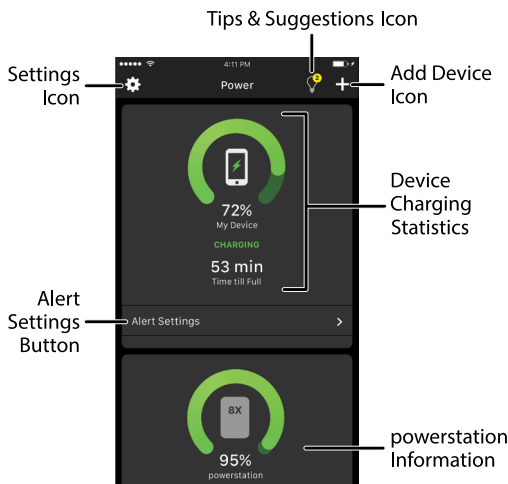 Tips & Suggestions Icon
Settings
Icon
Add Device
Icon
4:11 PM
Power
2
72%
My Device
CHARGING
53 min
Time till Full
Device
Charging
Statistics
Alert
Settings
Button
Alert Settings
8X
95%
powerstation
powerstation
Information